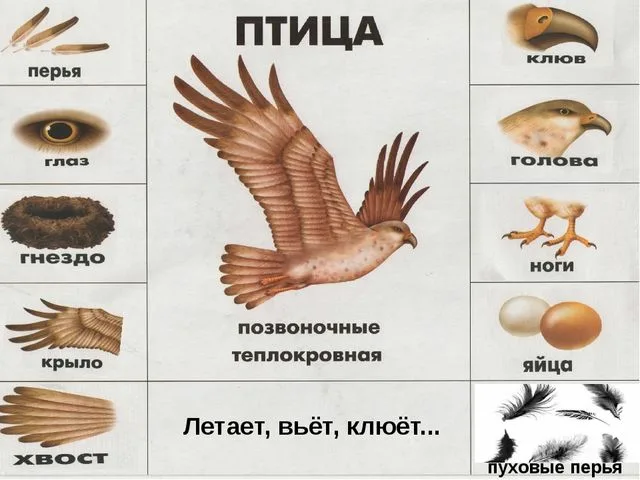 ПТИЦА
перья
глаз
гнездо
крыло
хвост
клюв
голова
ноги
яйца
пуховые перья
позвоночные
теплокровная
Летает, вьёт, клюёт...